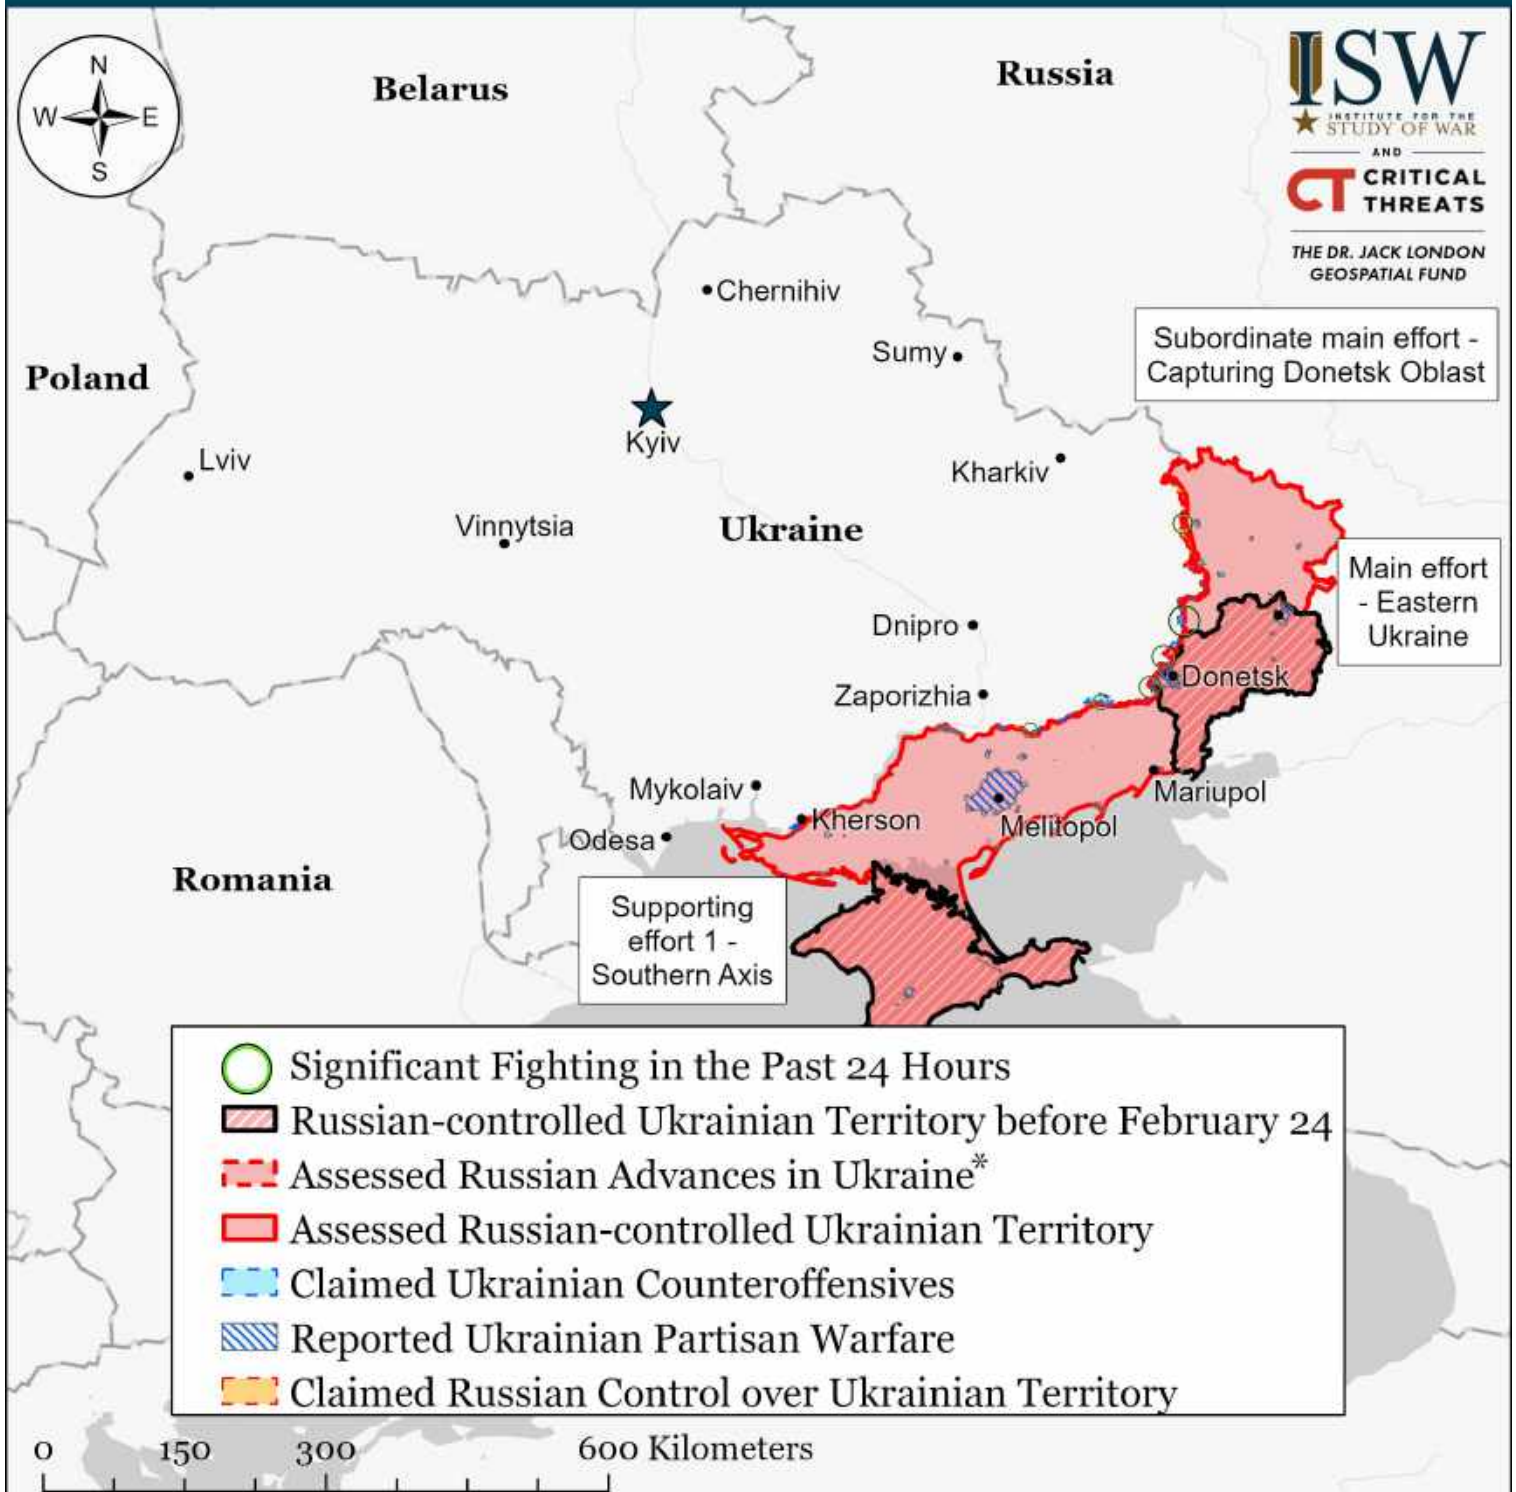 N
W
E
S
Belarus
Russia
ISW
INSTITUTE FOR THE
STUDY OF WAR
AND
CT CRITICAL
THREATS
THE DR. JACK LONDON
GEOSPATIAL FUND
Chernihiv
Subordinate main effort -
Capturing Donetsk Oblast
Sumy
Poland
Kyiv
Lviv
Kharkiv
Vinnytsia
Ukraine
Main effort
- Eastern
Ukraine
Dnipro
Donetsk
Zaporizhia
Mykolaiv
Mariupol
Kherson
Melitopol
Odesa
Romania
Supporting
effort 1 -
Southern Axis
Significant Fighting in the Past 24 Hours
Russian-controlled Ukrainian Territory before February 24
Assessed Russian Advances in Ukraine*
Assessed Russian-controlled Ukrainian Territory
Claimed Ukrainian Counteroffensives
Reported Ukrainian Partisan Warfare
Claimed Russian Control over Ukrainian Territory
0 150 300 600 Kilometers